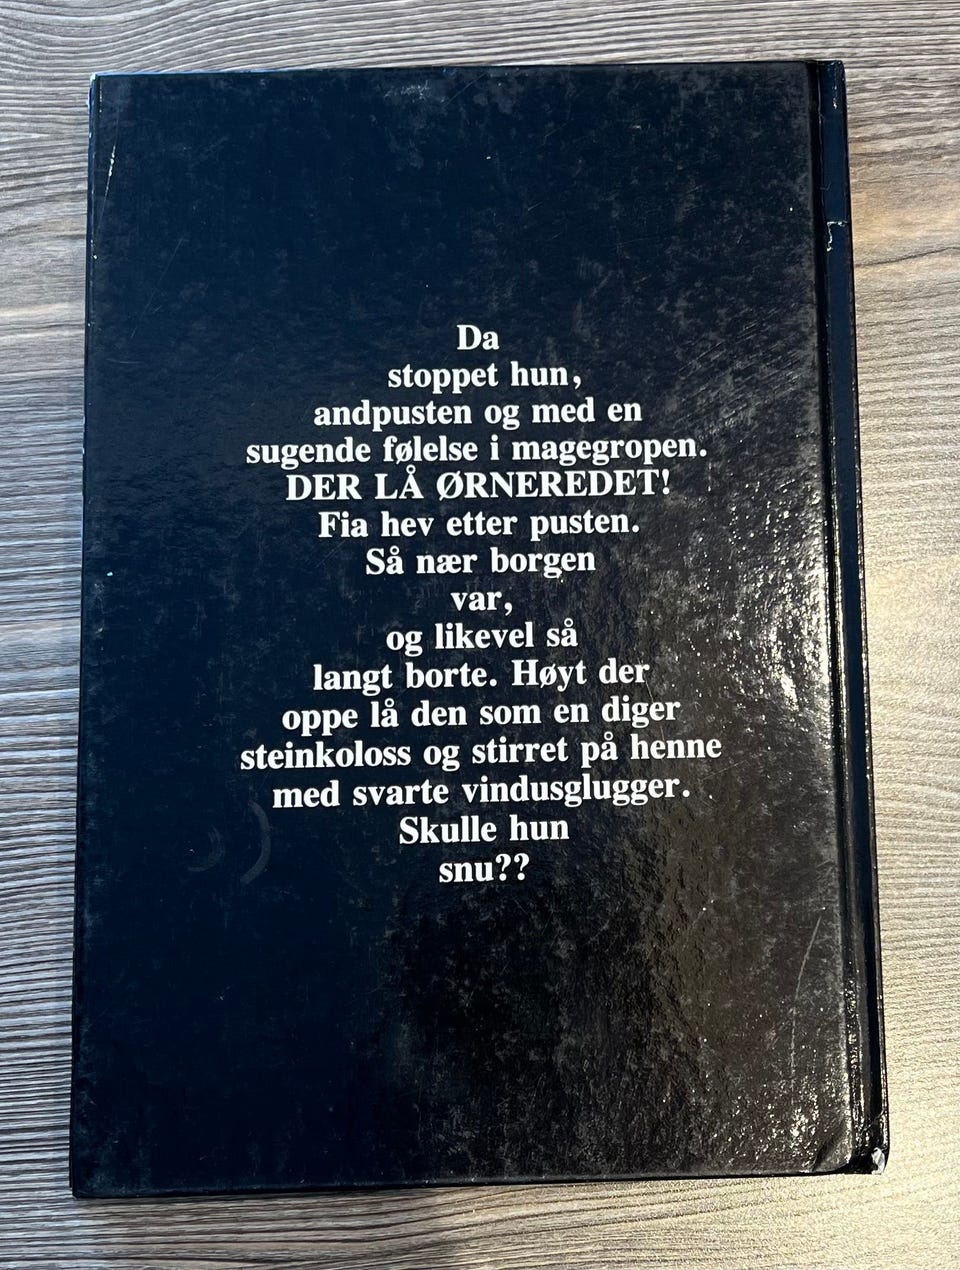 Da
stoppet hun,
andpusten og med en
sugende følelse i magegropen.
DER LÅ ØRNEREDET!
Fia hev etter pusten.
Så nær borgen
var,
og likevel så
langt borte. Høyt der
oppe lå den som en diger
steinkoloss og stirret på henne
med svarte vindusglugger.
Skulle hun
snu??